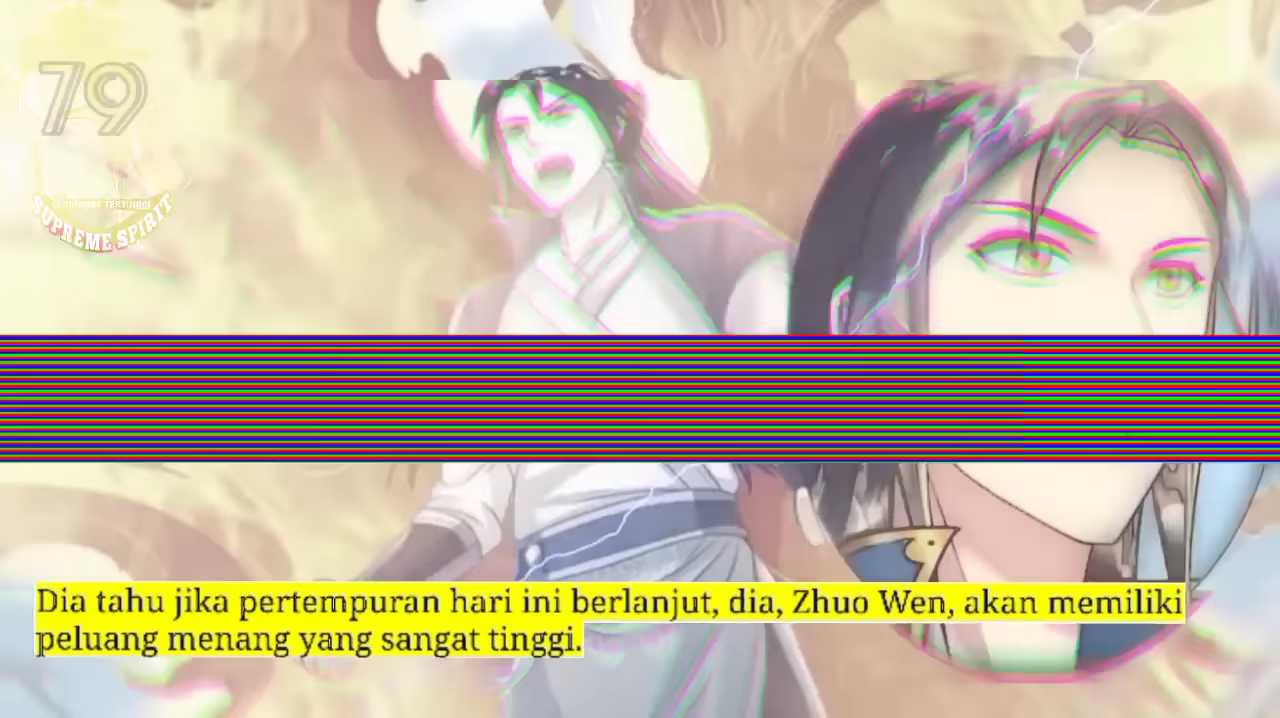 79
SUPREME SPIRIT
Dia tahu jika pertempuran hari ini berlanjut, dia, Zhuo Wen, akan memiliki
peluang menang yang sangat tinggi.